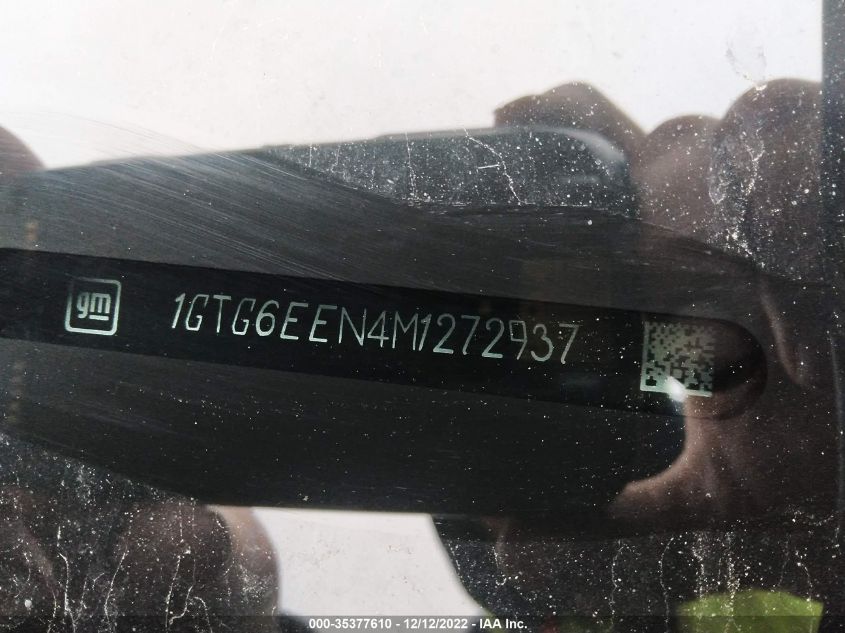 gm 1GTG6EEN4M1272937
000-35377610 - 12/12/2022 - IAA Inc.